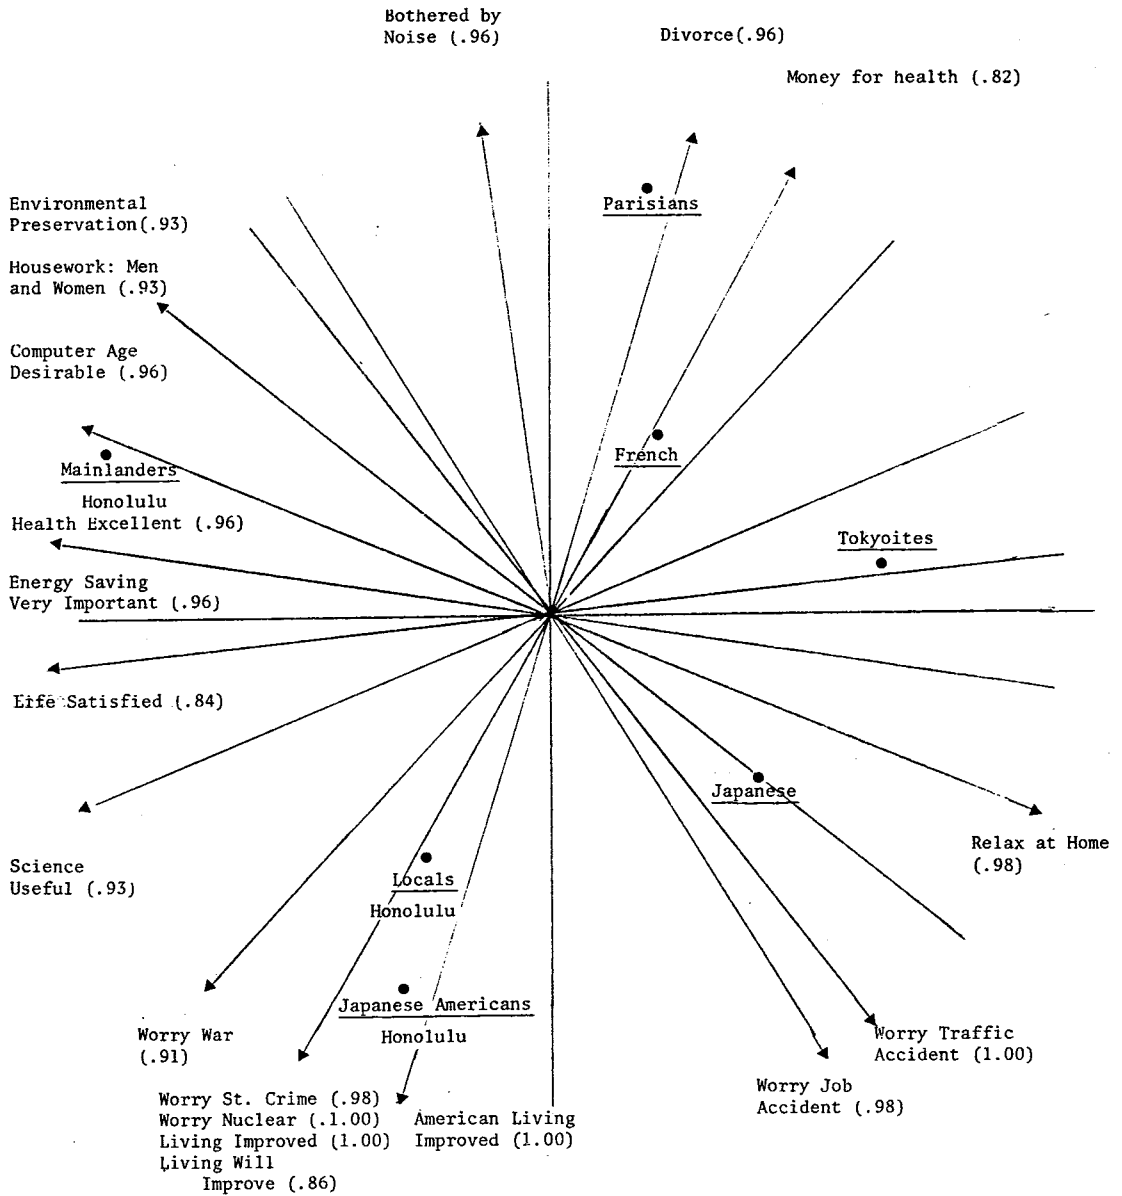 Bothered by
Noise (.96)
Divorce(.96)
Money for health (.82)
Environmental
Preservation(.93)
Parisians
Housework: Men
and Women (.93)
Computer Age
Desirable (.96)
French
Mainlanders
Honolulu
Health Excellent (.96)
Tokyoites
Energy Saving
Very Important (.96)
Life Satisfied (.84)
Japanese
Relax at Home
(.98)
Science
Useful (.93)
Locals
Honolulu
Japanese Americans
Honolulu
Worry War
(.91)
Worry Traffic
Accident (1.00)
Worry Job
Accident (.98)
Worry St. Crime (.98)
Worry Nuclear (.1.00)
Living Improved (1.00)
Living Will
Improve (.86)
American Living
Improved (1.00)